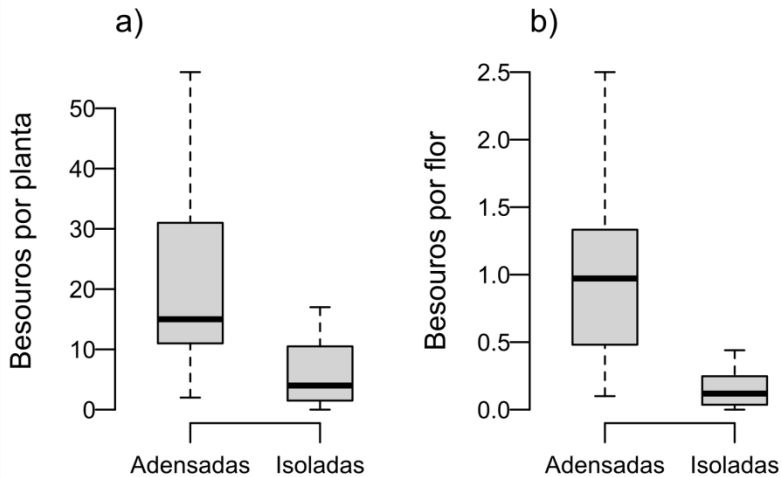 a)
Besouros por planta
50
40
30
20
10
0
Adensadas Isoladas
b)
Besouros por flor
2.5
2.0
1.5
1.0
0.5
0.0
Adensadas Isoladas